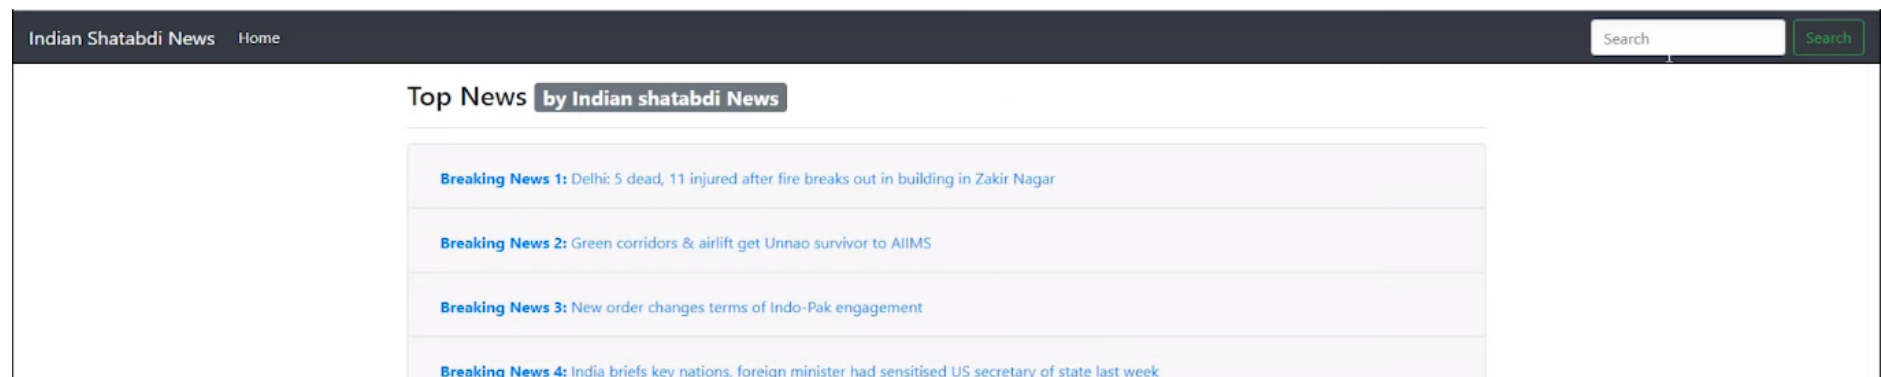 Indian Shatabdi News Home Search Search
Top News by Indian shatabdi News
Breaking News 1: Delhi: 5 dead, 11 injured after fire breaks out in building in Zakir Nagar
Breaking News 2: Green corridors & airlift get Unnao survivor to AIIMS
Breaking News 3: New order changes terms of Indo-Pak engagement
Breaking News 4: India briefs key nations, foreign minister had sensitised US secretary of state last week